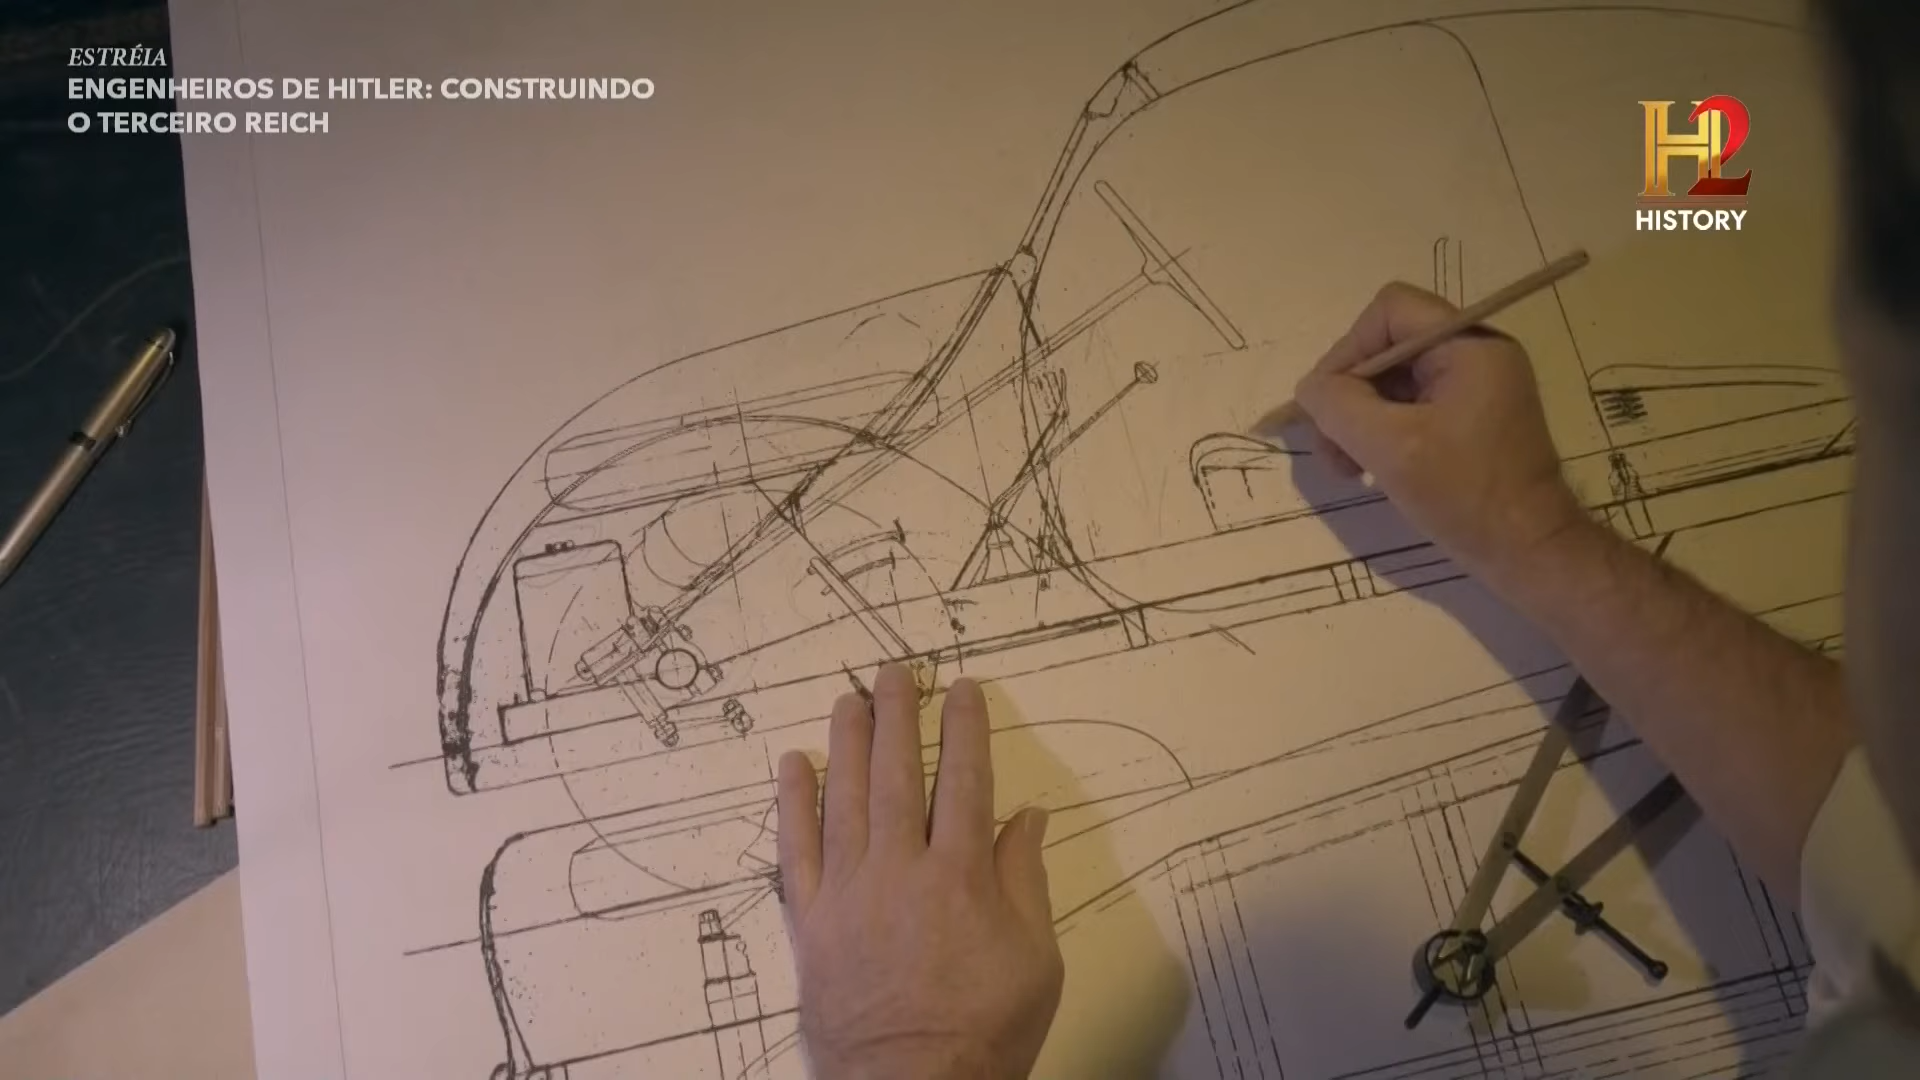 ESTRÉIA
ENGENHEIROS DE HITLER: CONSTRUINDO
O TERCEIRO REICH
H2
HISTORY